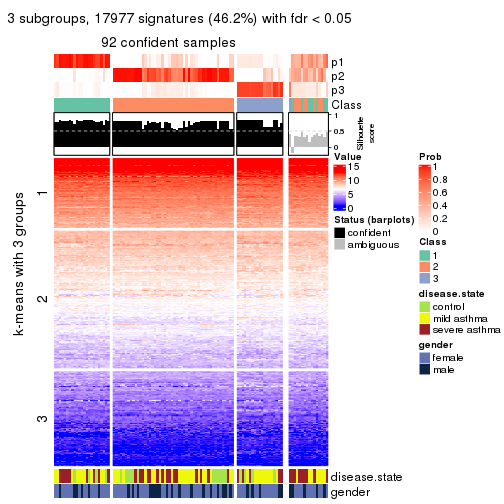 3 subgroups, 17977 signatures (46.2%) with fdr < 0.05
92 confident samples
p1
p2
p3
Class
1
0.5
0
Silhouette
score
k-means with 3 groups
1
2
3
Value
15
10
5
0
Status (barplots)
confident
ambiguous
Prob
1
0.8
0.6
0.4
0.2
0
Class
1
2
3
disease.state
control
mild asthma
severe asthma
gender
female
male
disease.state
gender